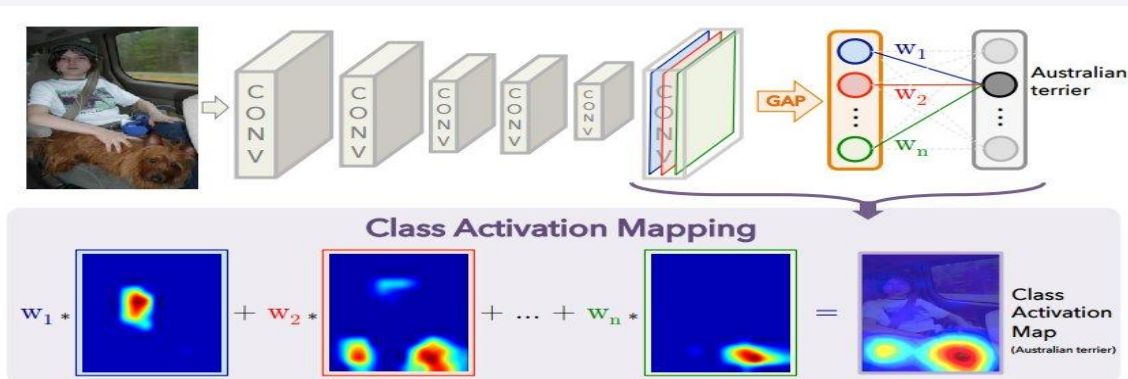 CONV
CONV
CONV
CONV
CONV
CONV
GAP
w1
w2
wn
Australian
terrier
Class Activation Mapping
w1 * + w2 * + ... + wn * =
Class
Activation
Map
(Australian terrier)